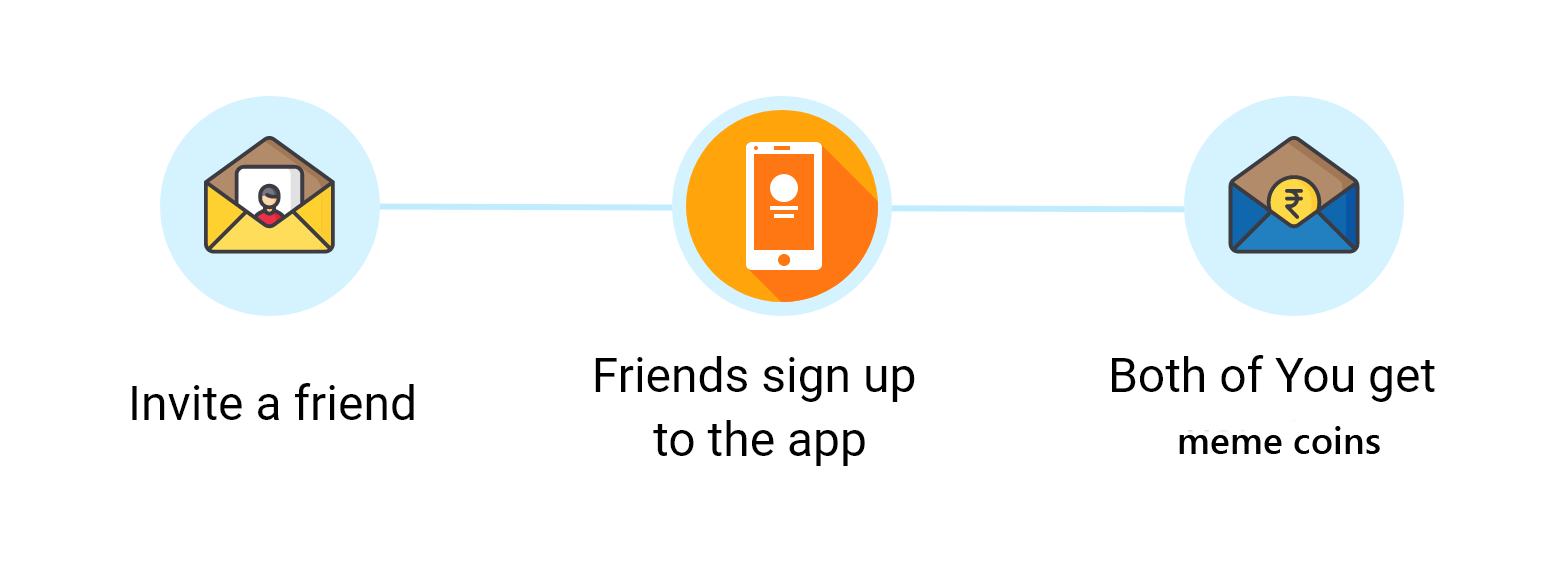 Invite a friend
Friends sign up
to the app
₹
Both of You get
meme coins